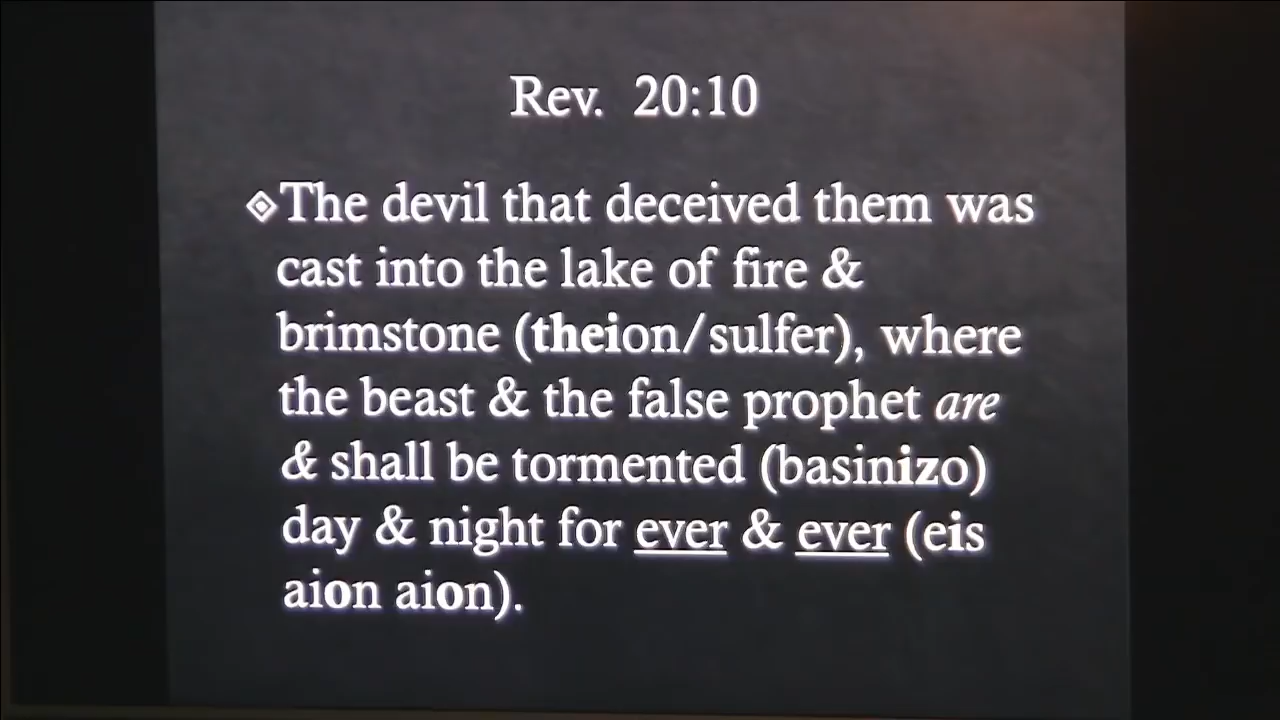 Rev. 20:10
The devil that deceived them was
cast into the lake of fire &
brimstone (theion/sulfer), where
the beast & the false prophet are
& shall be tormented (basinizo)
day & night for ever & ever (eis
aion aion).